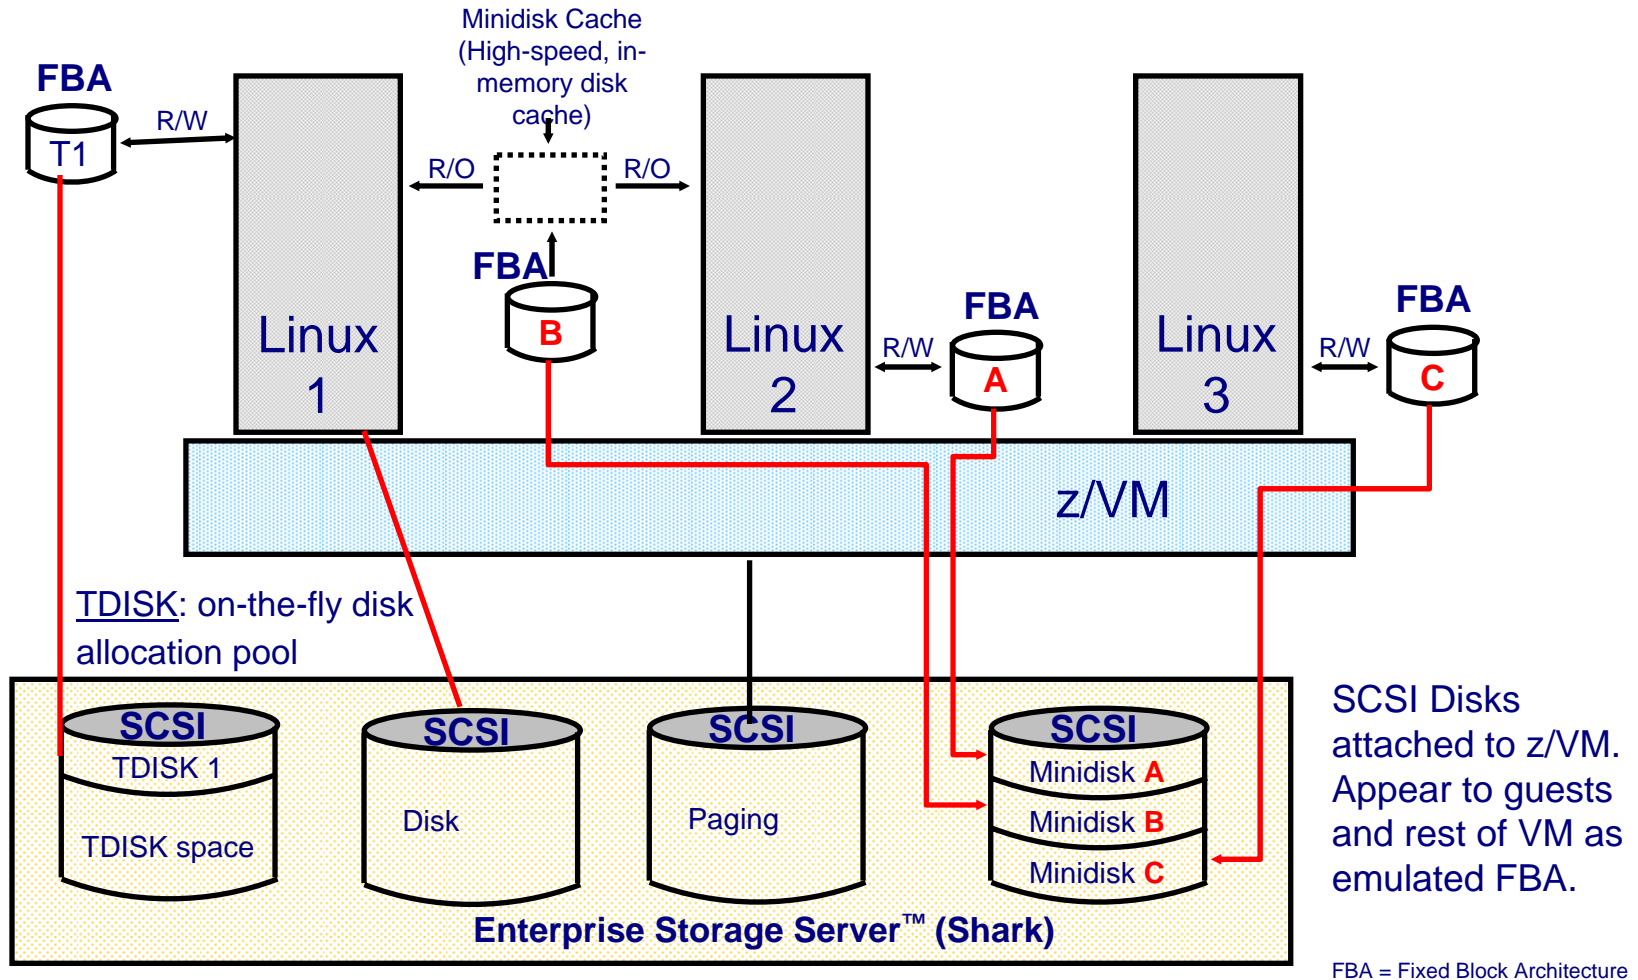 Minidisk Cache
(High-speed, in-
memory disk
cache)
FBA
T1
R/W
R/O
R/O
FBA
B
Linux
1
Linux
2
R/W
FBA
A
Linux
3
R/W
FBA
C
z/VM
TDISK: on-the-fly disk
allocation pool
SCSI
TDISK 1
TDISK space
SCSI
Disk
SCSI
Paging
SCSI
Minidisk A
Minidisk B
Minidisk C
Enterprise Storage Server™ (Shark)
SCSI Disks
attached to z/VM.
Appear to guests
and rest of VM as
emulated FBA.
FBA = Fixed Block Architecture